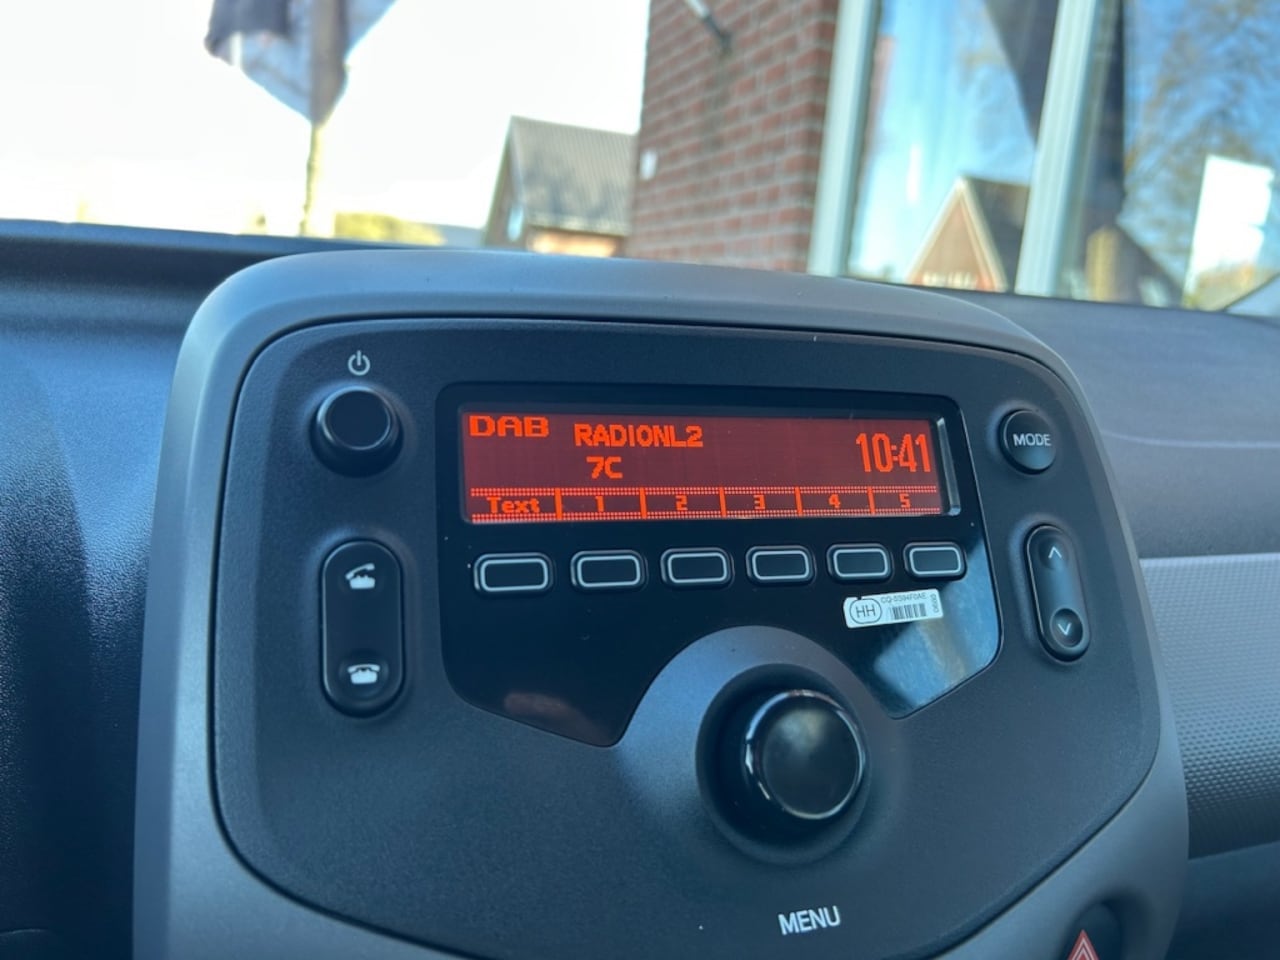 DAB RADIONL2 10:41
7C
Text 1 2 3 4 5
MODE
HH
MENU